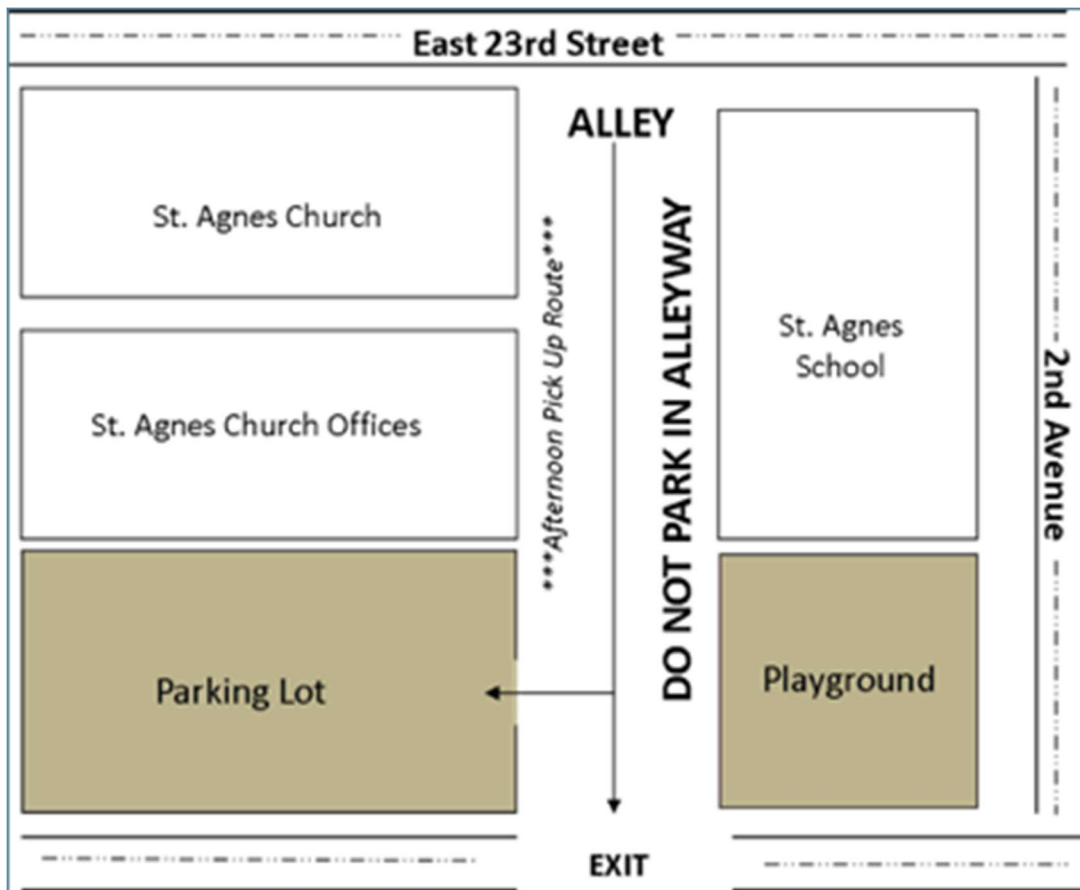 East 23rd Street
ALLEY
St. Agnes Church
***Afternoon Pick Up Route***
DO NOT PARK IN ALLEYWAY
St. Agnes
School
2nd Avenue
St. Agnes Church Offices
Parking Lot
Playground
EXIT